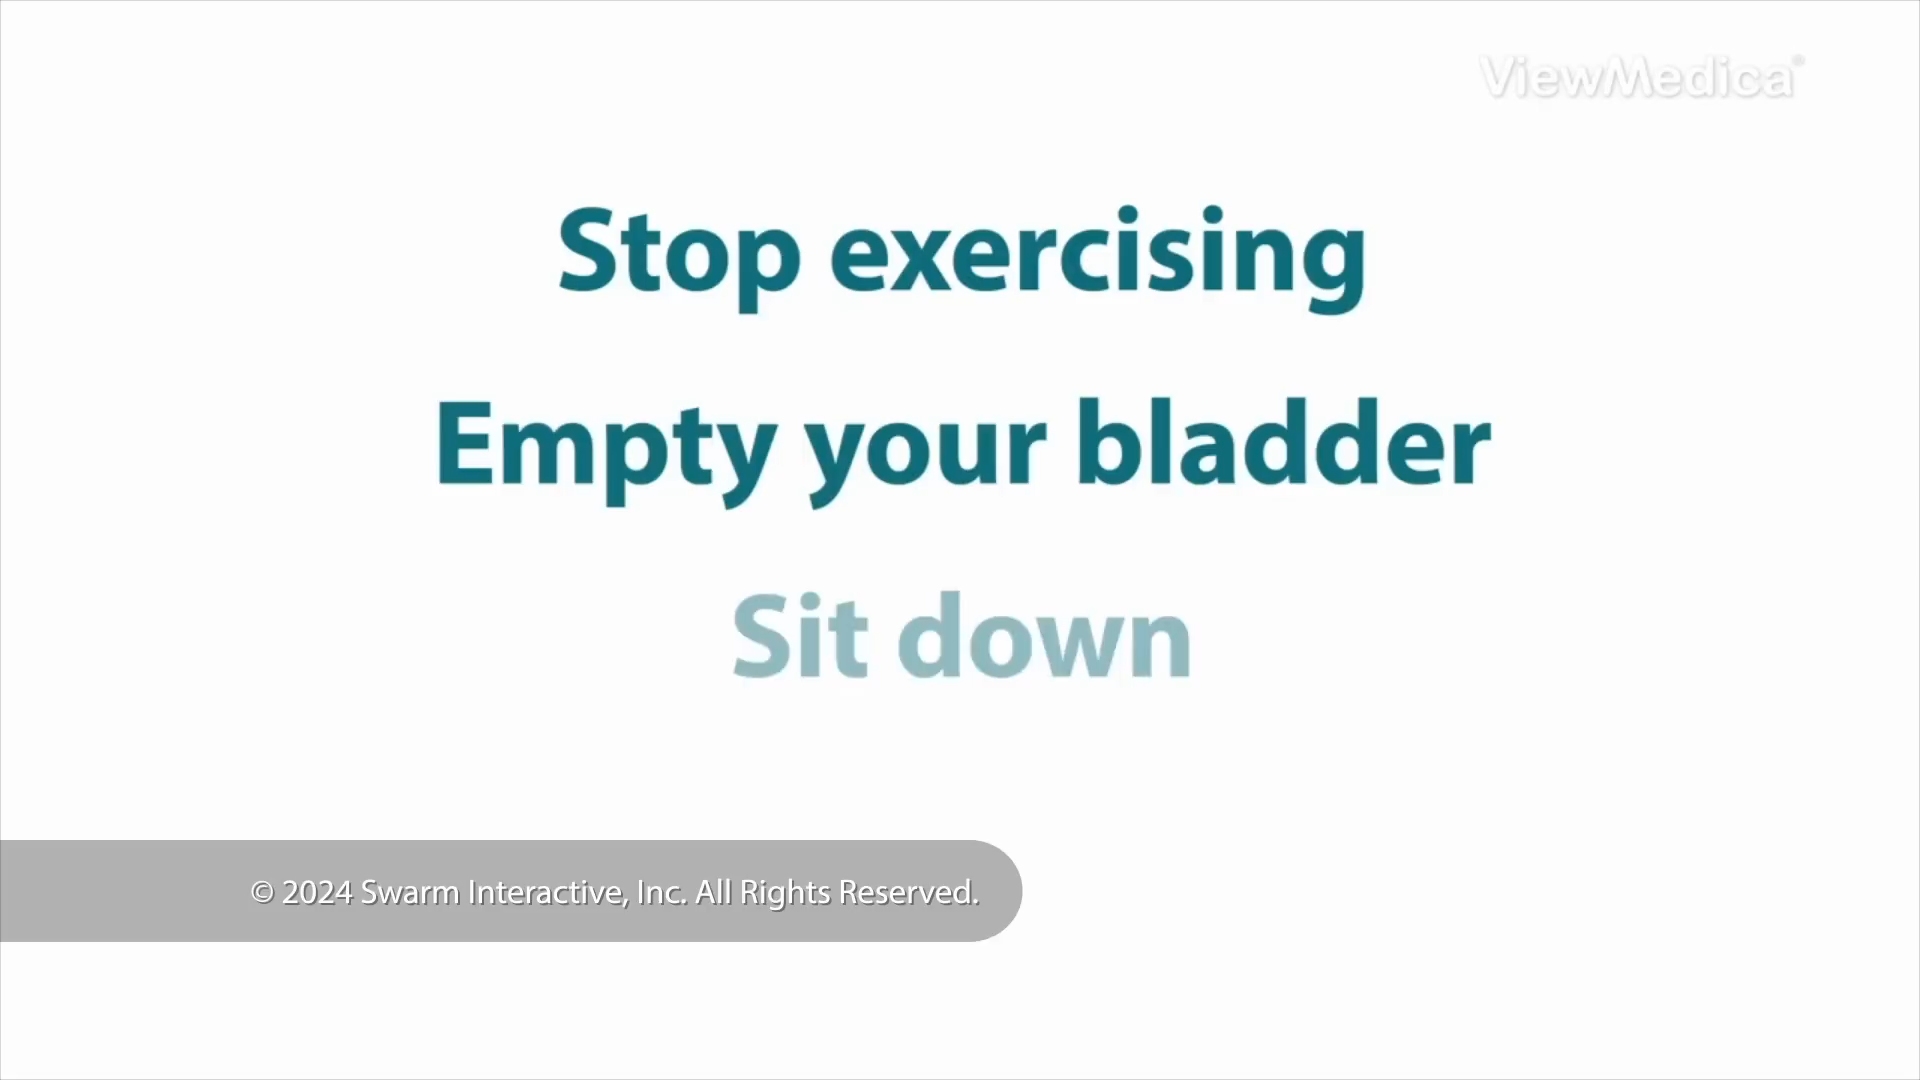 ViewMedica®
Stop exercising
Empty your bladder
Sit down
© 2024 Swarm Interactive, Inc. All Rights Reserved.